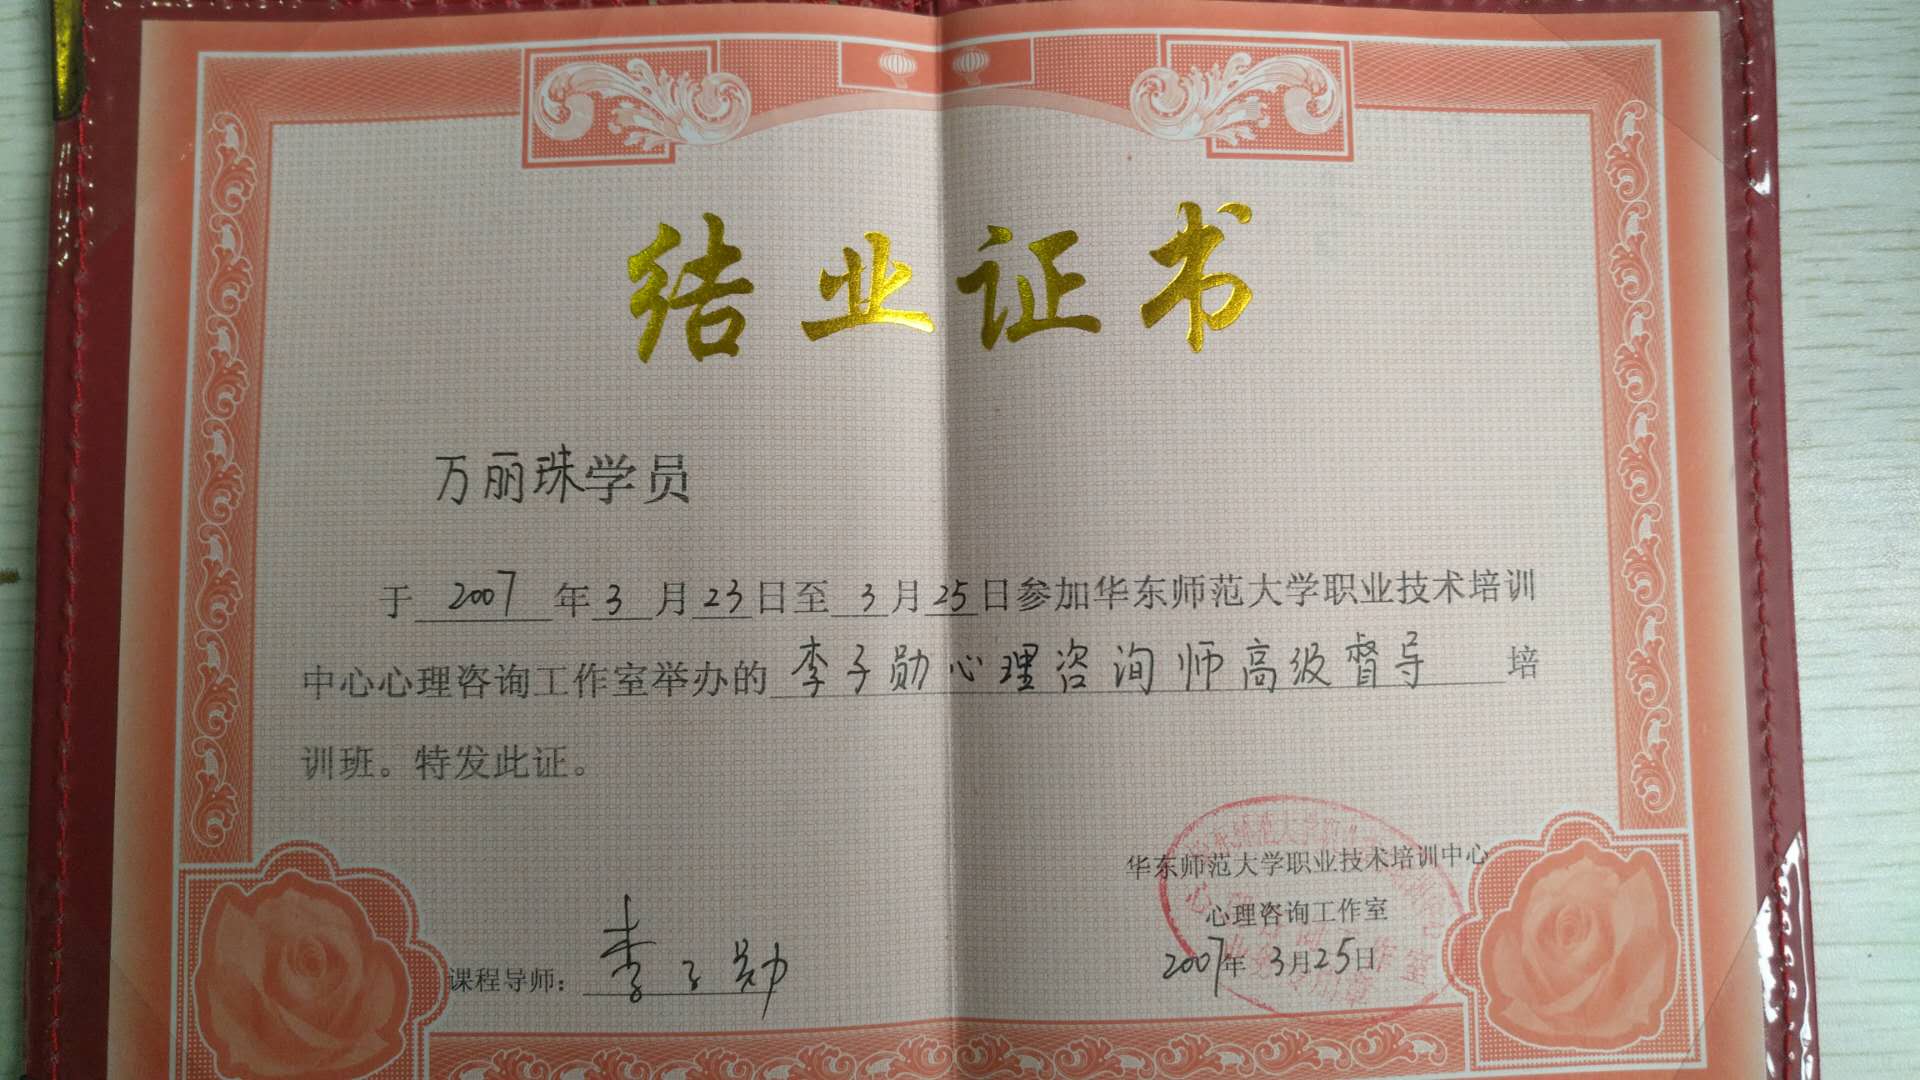 结业证书
万丽珠学员
于 2007 年 3 月 23 日至 3 月 25 日参加华东师范大学职业技术培训
中心心理咨询工作室举办的 李子勋心理咨询师高级督导 培
训班。特发此证。
华东师范大学职业技术培训中心
心理咨询工作室
2007年 3月25日
课程导师：李子勋